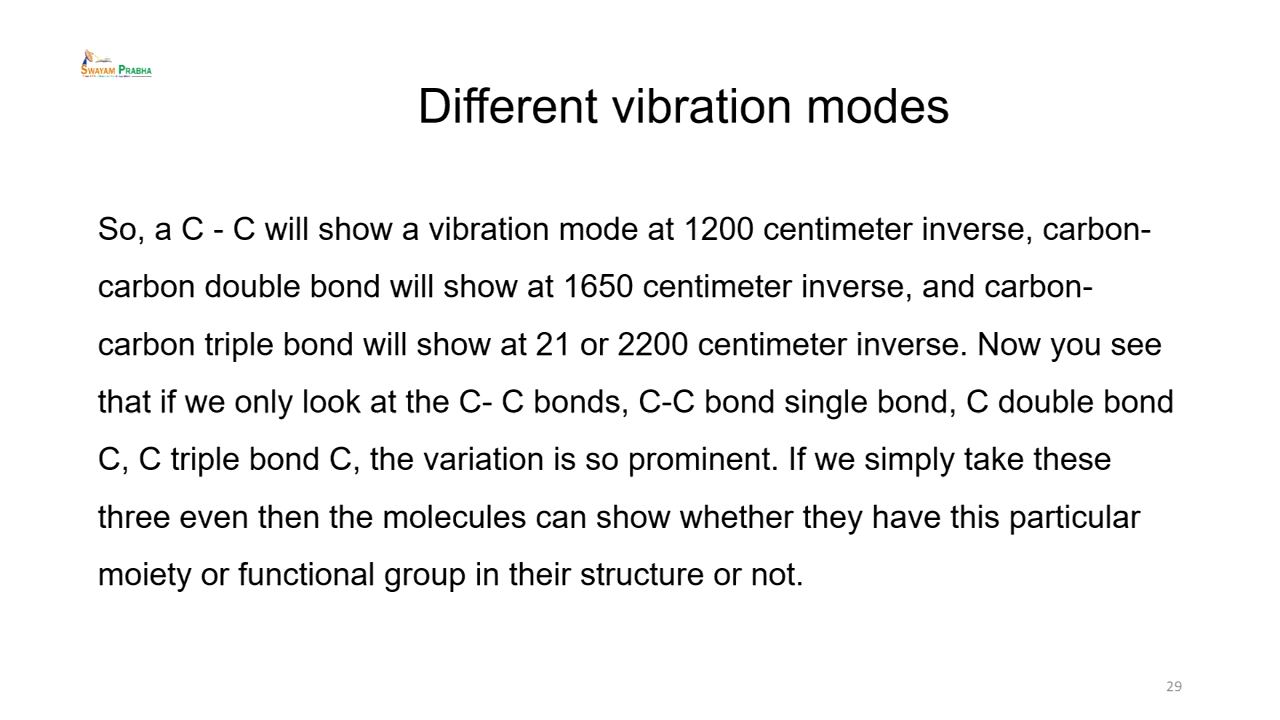 SWAYAM PRABHA
Different vibration modes
So, a C - C will show a vibration mode at 1200 centimeter inverse, carbon-
carbon double bond will show at 1650 centimeter inverse, and carbon-
carbon triple bond will show at 21 or 2200 centimeter inverse. Now you see
that if we only look at the C- C bonds, C-C bond single bond, C double bond
C, C triple bond C, the variation is so prominent. If we simply take these
three even then the molecules can show whether they have this particular
moiety or functional group in their structure or not.
29